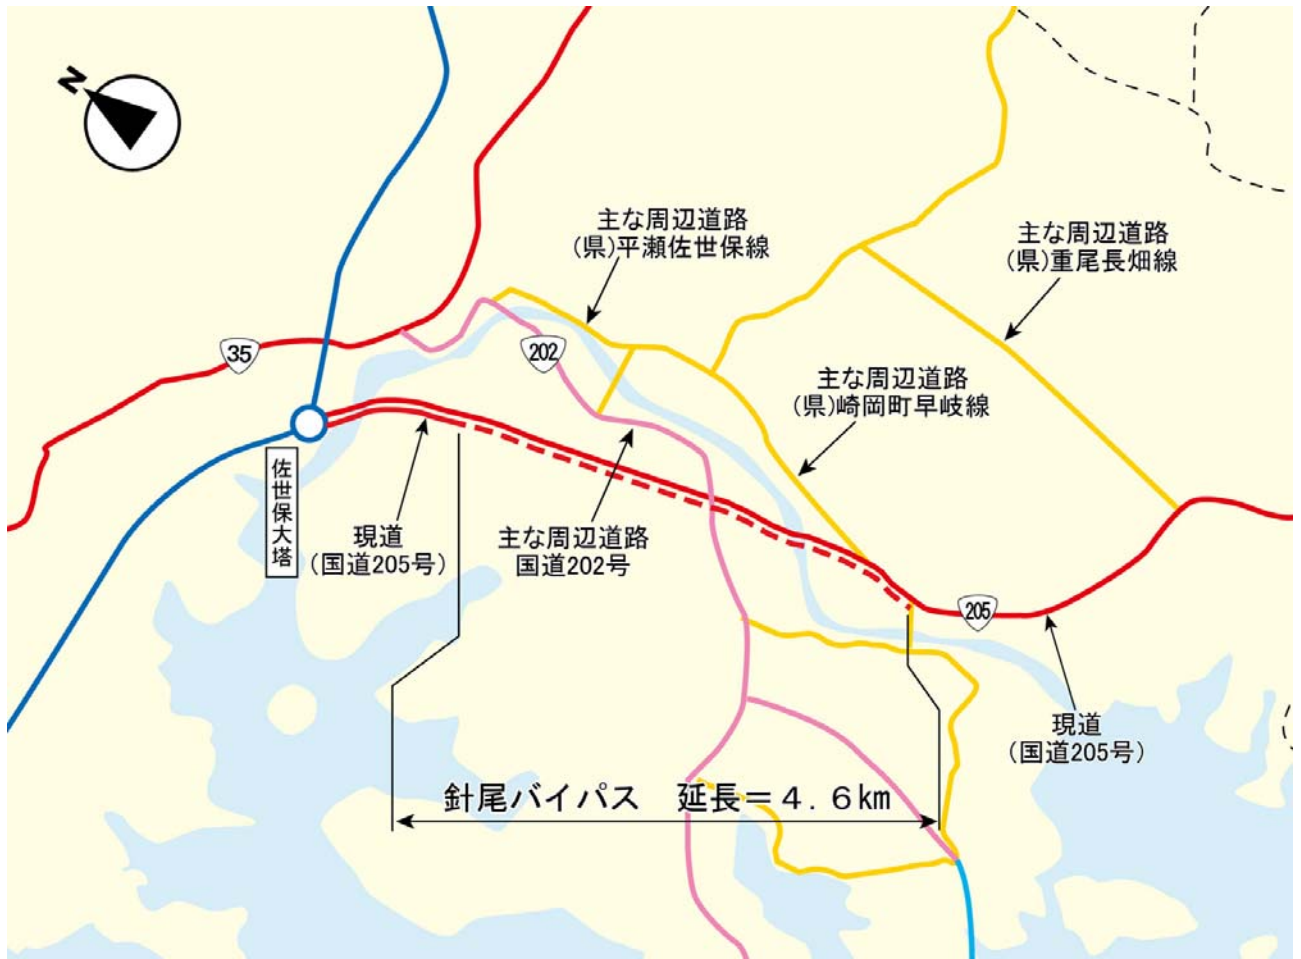 N
主な周辺道路
(県)平瀬佐世保線
主な周辺道路
(県)重尾長畑線
35
202
主な周辺道路
(県)崎岡町早岐線
佐世保大塔
現道
(国道205号)
主な周辺道路
国道202号
205
現道
(国道205号)
針尾バイパス　延長＝４．６km